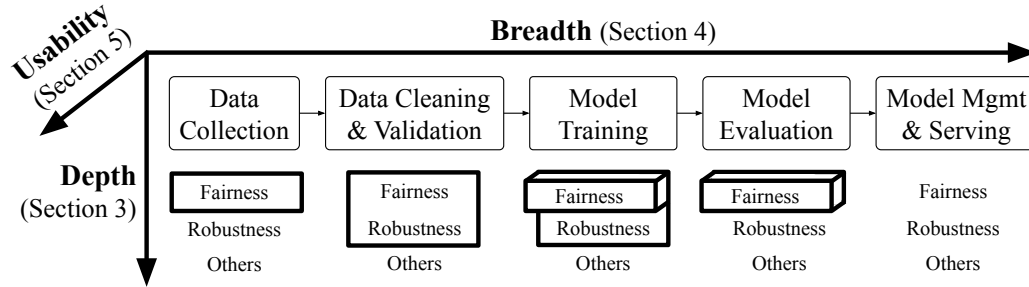 Usability
(Section 5)
Breadth (Section 4)
Data
Collection
Data Cleaning
& Validation
Model
Training
Model
Evaluation
Model Mgmt
& Serving
Depth
(Section 3)
Fairness
Robustness
Others
Fairness
Robustness
Others
Fairness
Robustness
Others
Fairness
Robustness
Others
Fairness
Robustness
Others